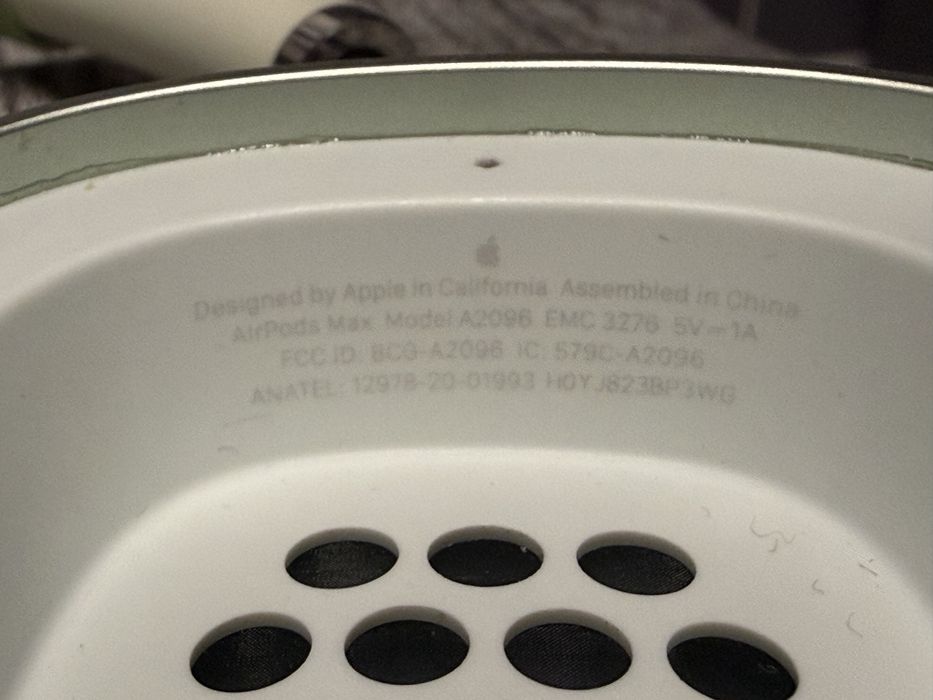 Designed by Apple in California Assembled in China
AirPods Max Model A2096 EMC 3276 5V⎓1A
FCC ID: BCG-A2096 IC: 579C-A2096
ANATEL: 12978-20-01993 H0YJ823BP3WG